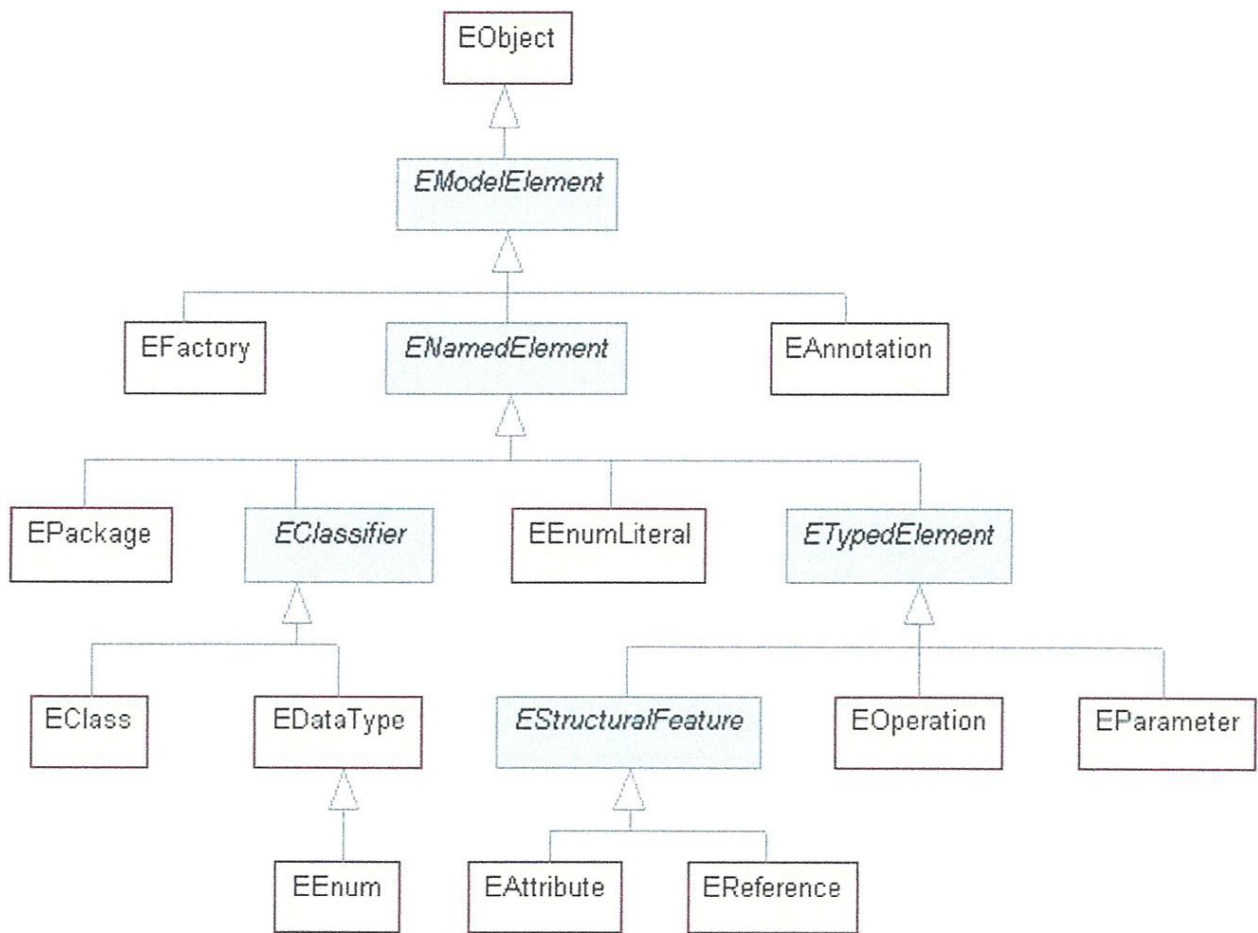 EObject
EModelElement
EFactory
ENamedElement
EAnnotation
EPackage
EClassifier
EEnumLiteral
ETypedElement
EClass
EDataType
EStructuralFeature
EOperation
EParameter
EEnum
EAttribute
EReference